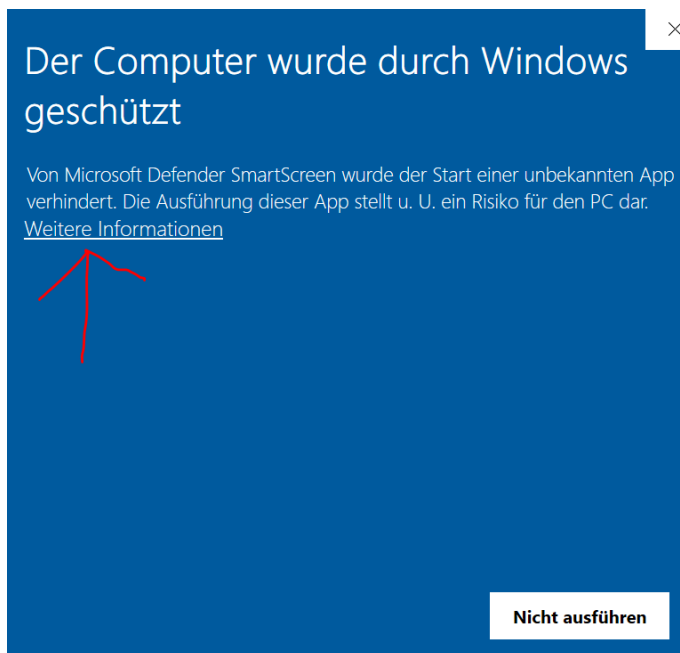 Der Computer wurde durch Windows
geschützt
Von Microsoft Defender SmartScreen wurde der Start einer unbekannten App
verhindert. Die Ausführung dieser App stellt u. U. ein Risiko für den PC dar.
Weitere Informationen
Nicht ausführen